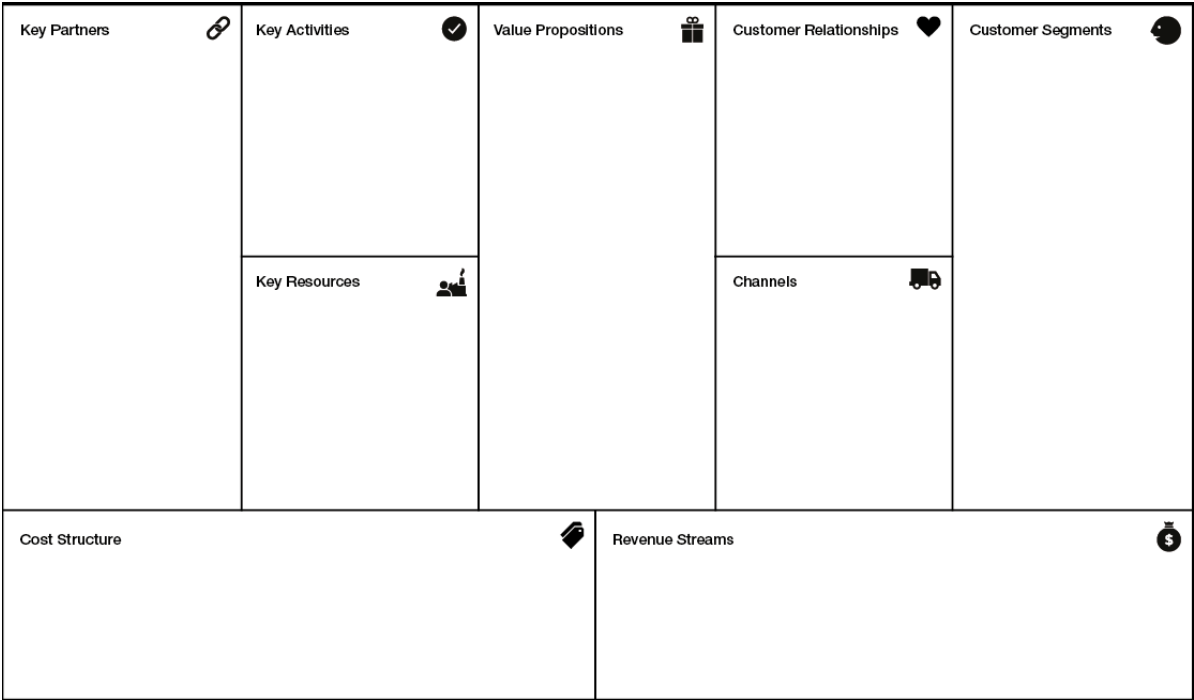 Key Partners
Key Activities
Value Propositions
Customer Relationships
Customer Segments
Key Resources
Channels
Cost Structure
Revenue Streams
$